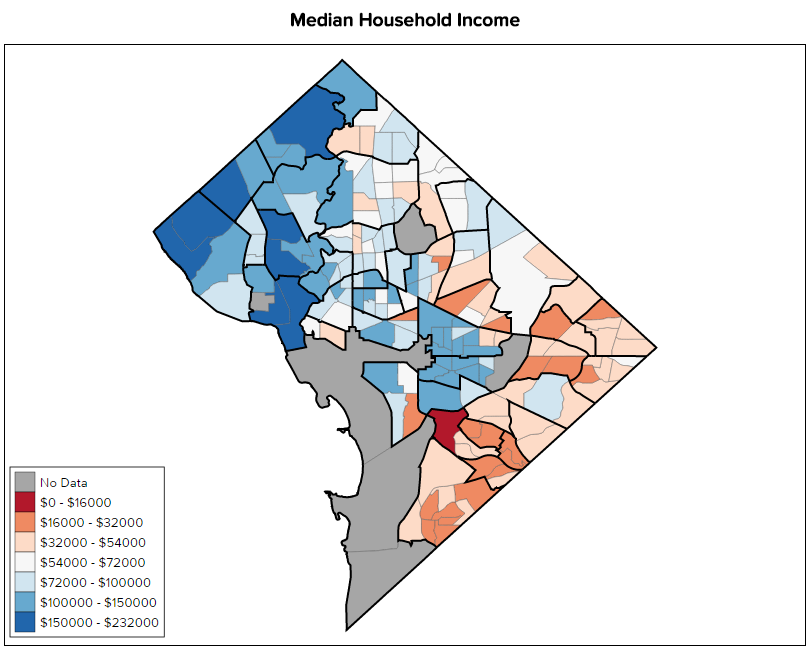 Median Household Income
No Data
$0 - $16000
$16000 - $32000
$32000 - $54000
$54000 - $72000
$72000 - $100000
$100000 - $150000
$150000 - $232000